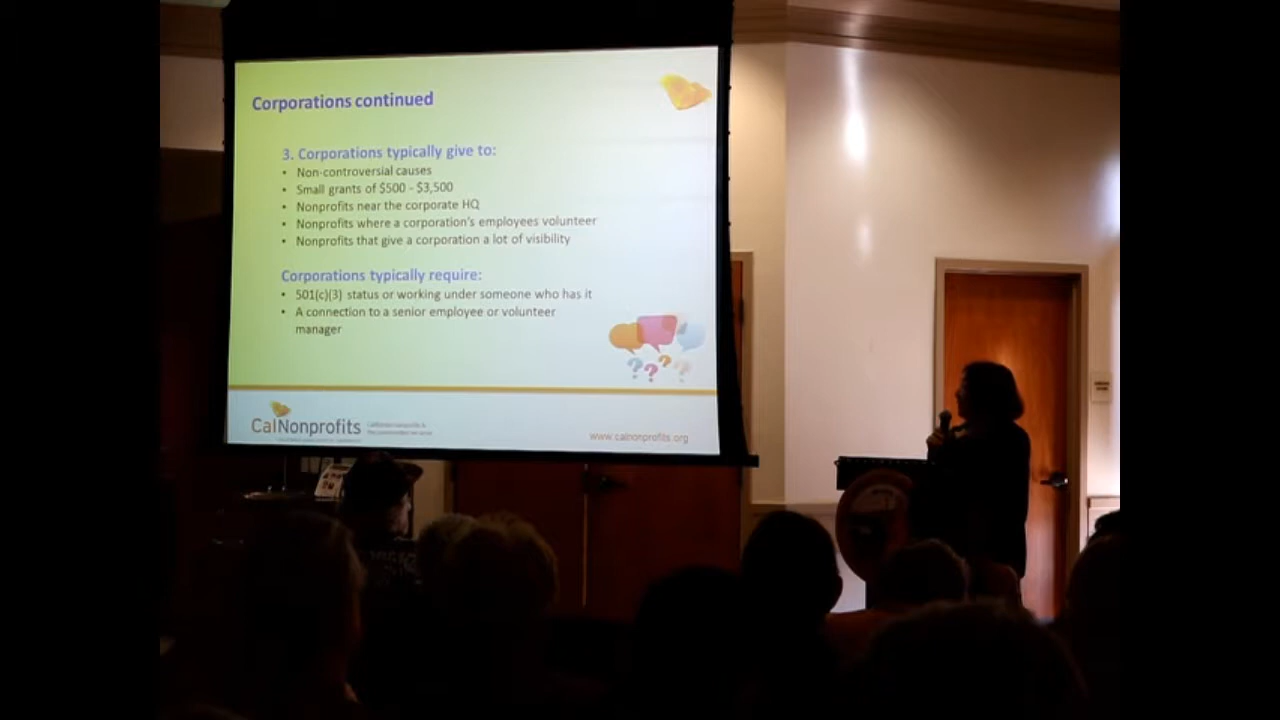 Corporations continued
3. Corporations typically give to:
• Non-controversial causes
• Small grants of $500 - $3,500
• Nonprofits near the corporate HQ
• Nonprofits where a corporation's employees volunteer
• Nonprofits that give a corporation a lot of visibility
Corporations typically require:
• 501(c)(3) status or working under someone who has it
• A connection to a senior employee or volunteer
manager
? ? ? ?
CalNonprofits
www.calnonprofits.org